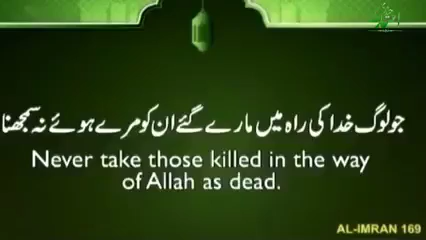 جو لوگ خدا کی راہ میں مارے گئے ان کو مرے ہوئے نہ سمجھنا
Never take those killed in the way
of Allah as dead.
AL-IMRAN 169